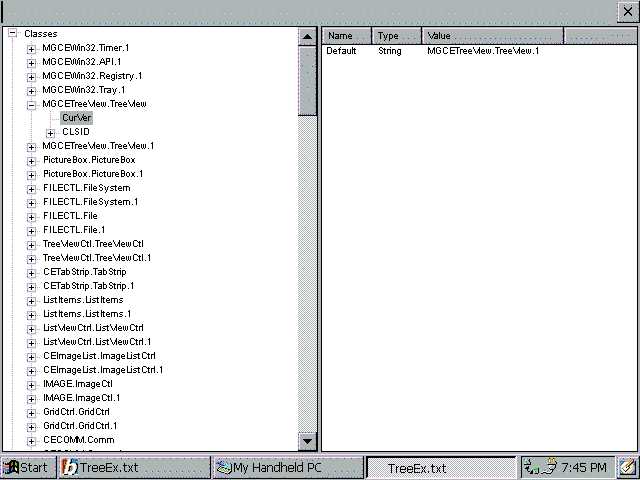 Classes
MGCEWin32.Timer.1
MGCEWin32.API.1
MGCEWin32.Registry.1
MGCEWin32.Tray.1
MGCETreeView.TreeView
CurVer
CLSID
MGCETreeView.TreeView.1
PictureBox.PictureBox
PictureBox.PictureBox.1
FILECTL.FileSystem
FILECTL.FileSystem.1
FILECTL.File
FILECTL.File.1
TreeViewCtl.TreeViewCtl
TreeViewCtl.TreeViewCtl.1
CETabStrip.TabStrip
CETabStrip.TabStrip.1
ListItems.ListItems
ListItems.ListItems.1
ListViewCtrl.ListViewCtrl
ListViewCtrl.ListViewCtrl.1
CEImageList.ImageListCtrl
CEImageList.ImageListCtrl.1
IMAGE.ImageCtl
IMAGE.ImageCtl.1
GridCtrl.GridCtrl
GridCtrl.GridCtrl.1
CECOMM.Comm
Name Type Value
Default String MGCETreeView.TreeView.1
Start TreeEx.txt My Handheld PC TreeEx.txt 7:45 PM